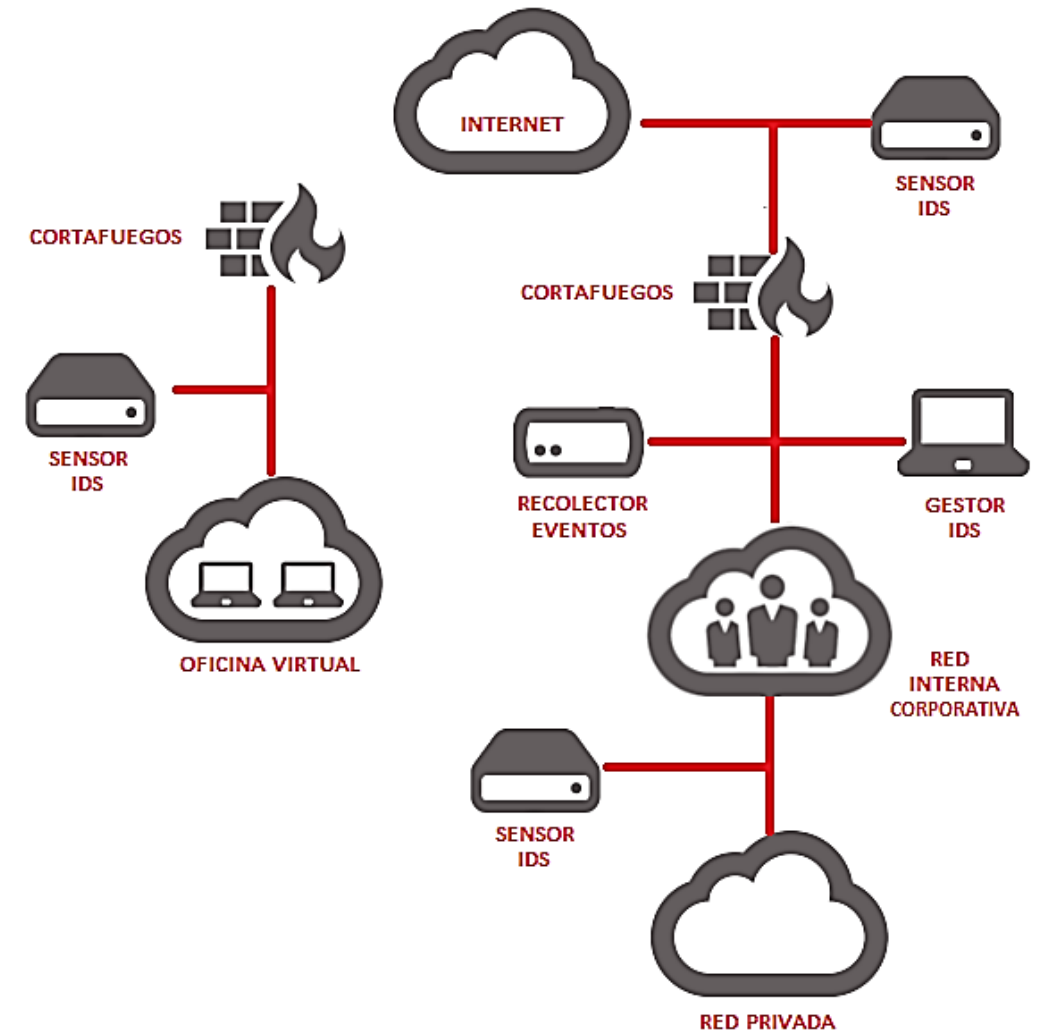 INTERNET
SENSOR
IDS
CORTAFUEGOS
CORTAFUEGOS
SENSOR
IDS
RECOLECTOR
EVENTOS
GESTOR
IDS
OFICINA VIRTUAL
RED
INTERNA
CORPORATIVA
SENSOR
IDS
RED PRIVADA